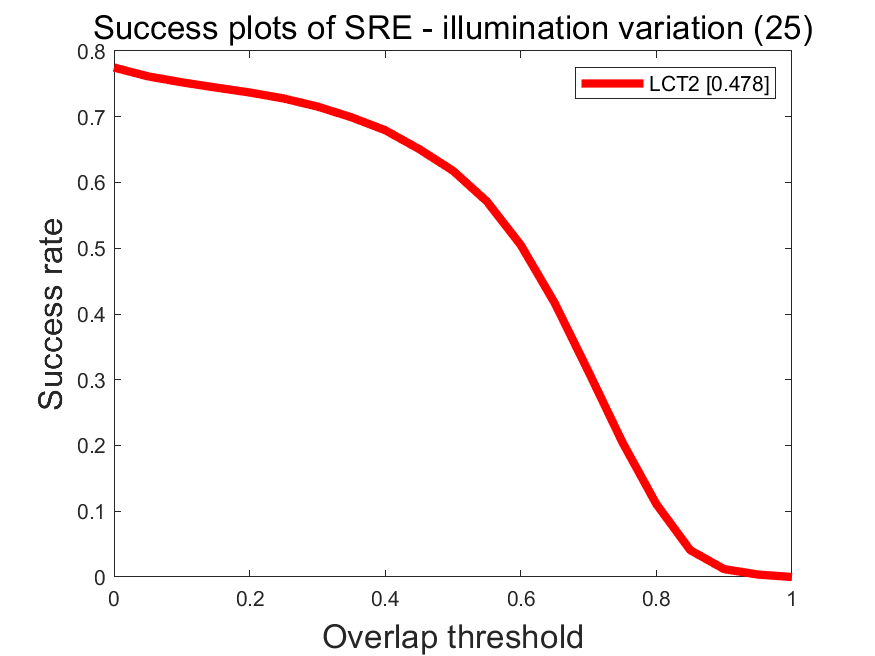 Success plots of SRE - illumination variation (25)
LCT2 [0.478]
Success rate
0.8
0.7
0.6
0.5
0.4
0.3
0.2
0.1
0
0 0.2 0.4 0.6 0.8 1
Overlap threshold